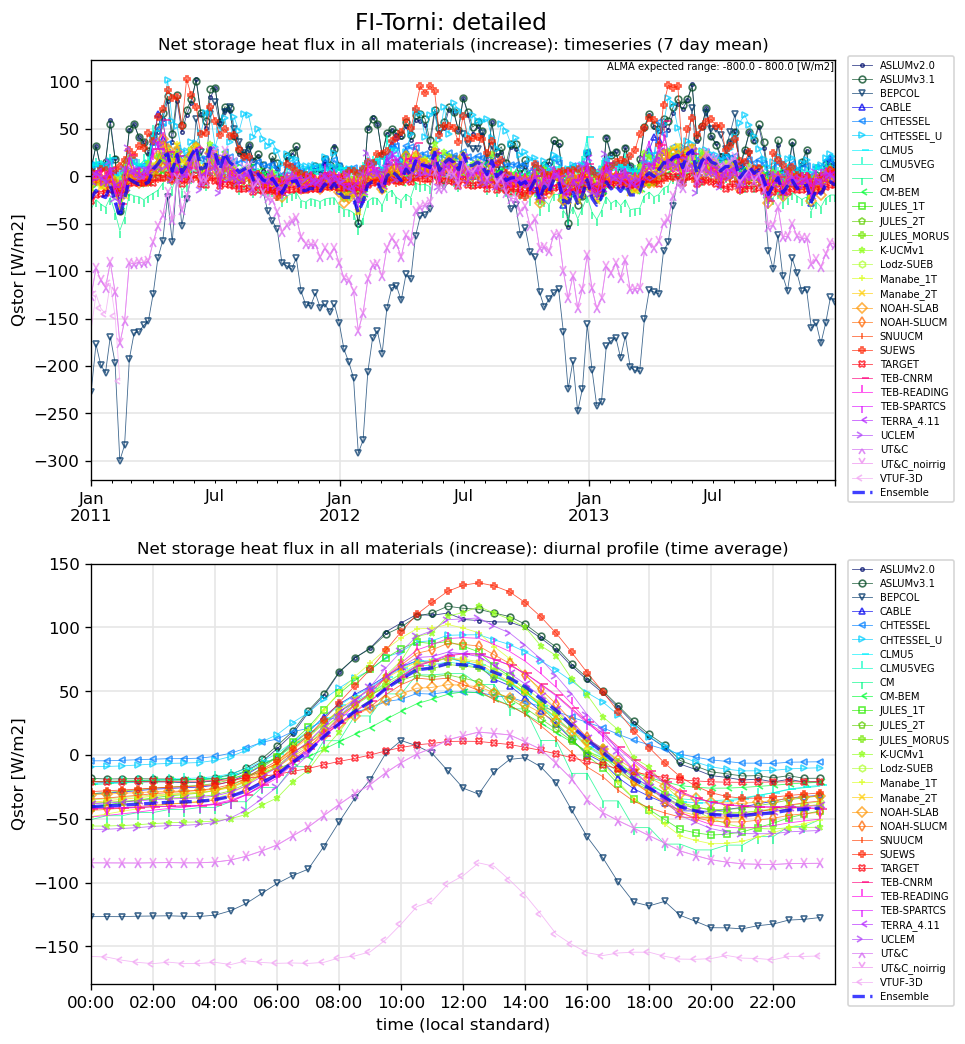 FI-Torni: detailed
Net storage heat flux in all materials (increase): timeseries (7 day mean)
ALMA expected range: -800.0 - 800.0 [W/m2]
Qstor [W/m2]
100
50
0
−50
−100
−150
−200
−250
−300
Jan
2011
Jul
Jan
2012
Jul
Jan
2013
Jul
ASLUMv2.0
ASLUMv3.1
BEPCOL
CABLE
CHTESSEL
CHTESSEL_U
CLMU5
CLMU5VEG
CM
CM-BEM
JULES_1T
JULES_2T
JULES_MORUS
K-UCMv1
Lodz-SUEB
Manabe_1T
Manabe_2T
NOAH-SLAB
NOAH-SLUCM
SNUUCM
SUEWS
TARGET
TEB-CNRM
TEB-READING
TEB-SPARTCS
TERRA_4.11
UCLEM
UT&C
UT&C_noirrig
VTUF-3D
Ensemble
Net storage heat flux in all materials (increase): diurnal profile (time average)
Qstor [W/m2]
150
100
50
0
−50
−100
−150
00:00
02:00
04:00
06:00
08:00
10:00
12:00
14:00
16:00
18:00
20:00
22:00
time (local standard)
ASLUMv2.0
ASLUMv3.1
BEPCOL
CABLE
CHTESSEL
CHTESSEL_U
CLMU5
CLMU5VEG
CM
CM-BEM
JULES_1T
JULES_2T
JULES_MORUS
K-UCMv1
Lodz-SUEB
Manabe_1T
Manabe_2T
NOAH-SLAB
NOAH-SLUCM
SNUUCM
SUEWS
TARGET
TEB-CNRM
TEB-READING
TEB-SPARTCS
TERRA_4.11
UCLEM
UT&C
UT&C_noirrig
VTUF-3D
Ensemble